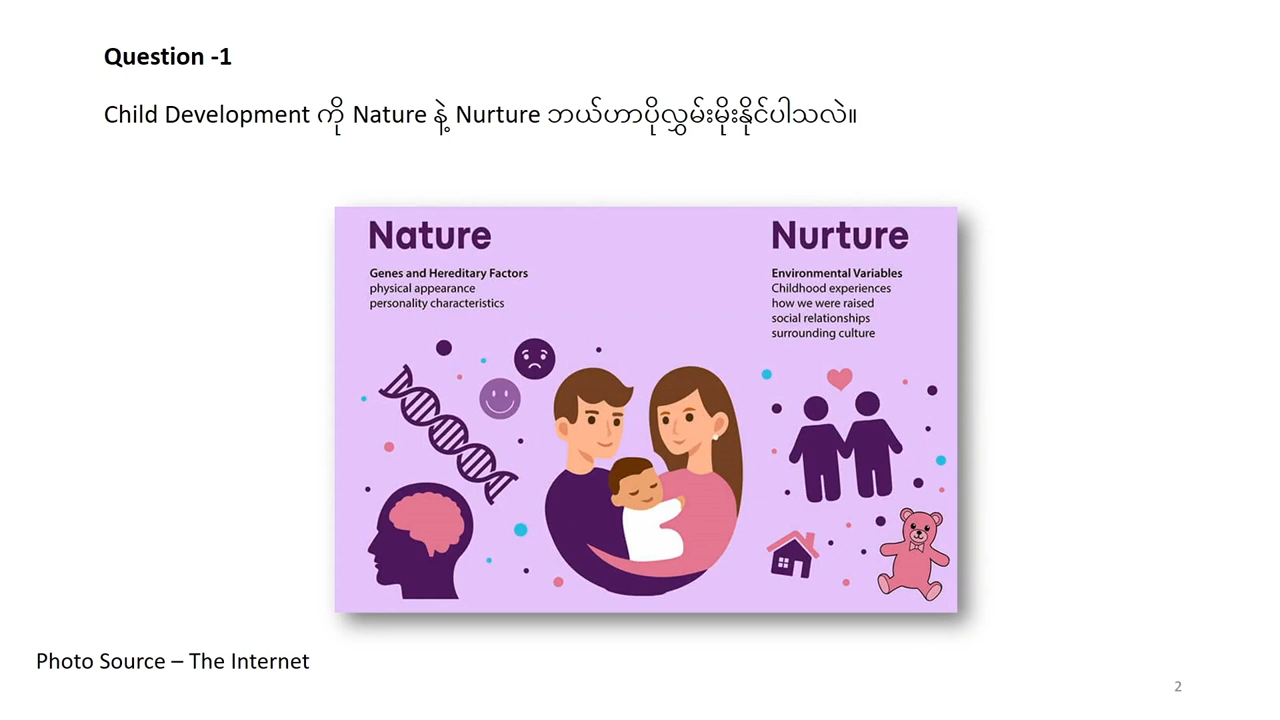 Question -1
Child Development ကို Nature နဲ့ Nurture ဘယ်ဟာပိုလွှမ်းမိုးနိုင်ပါသလဲ။
Nature
Genes and Hereditary Factors
physical appearance
personality characteristics
Nurture
Environmental Variables
Childhood experiences
how we were raised
social relationships
surrounding culture
Photo Source – The Internet
2